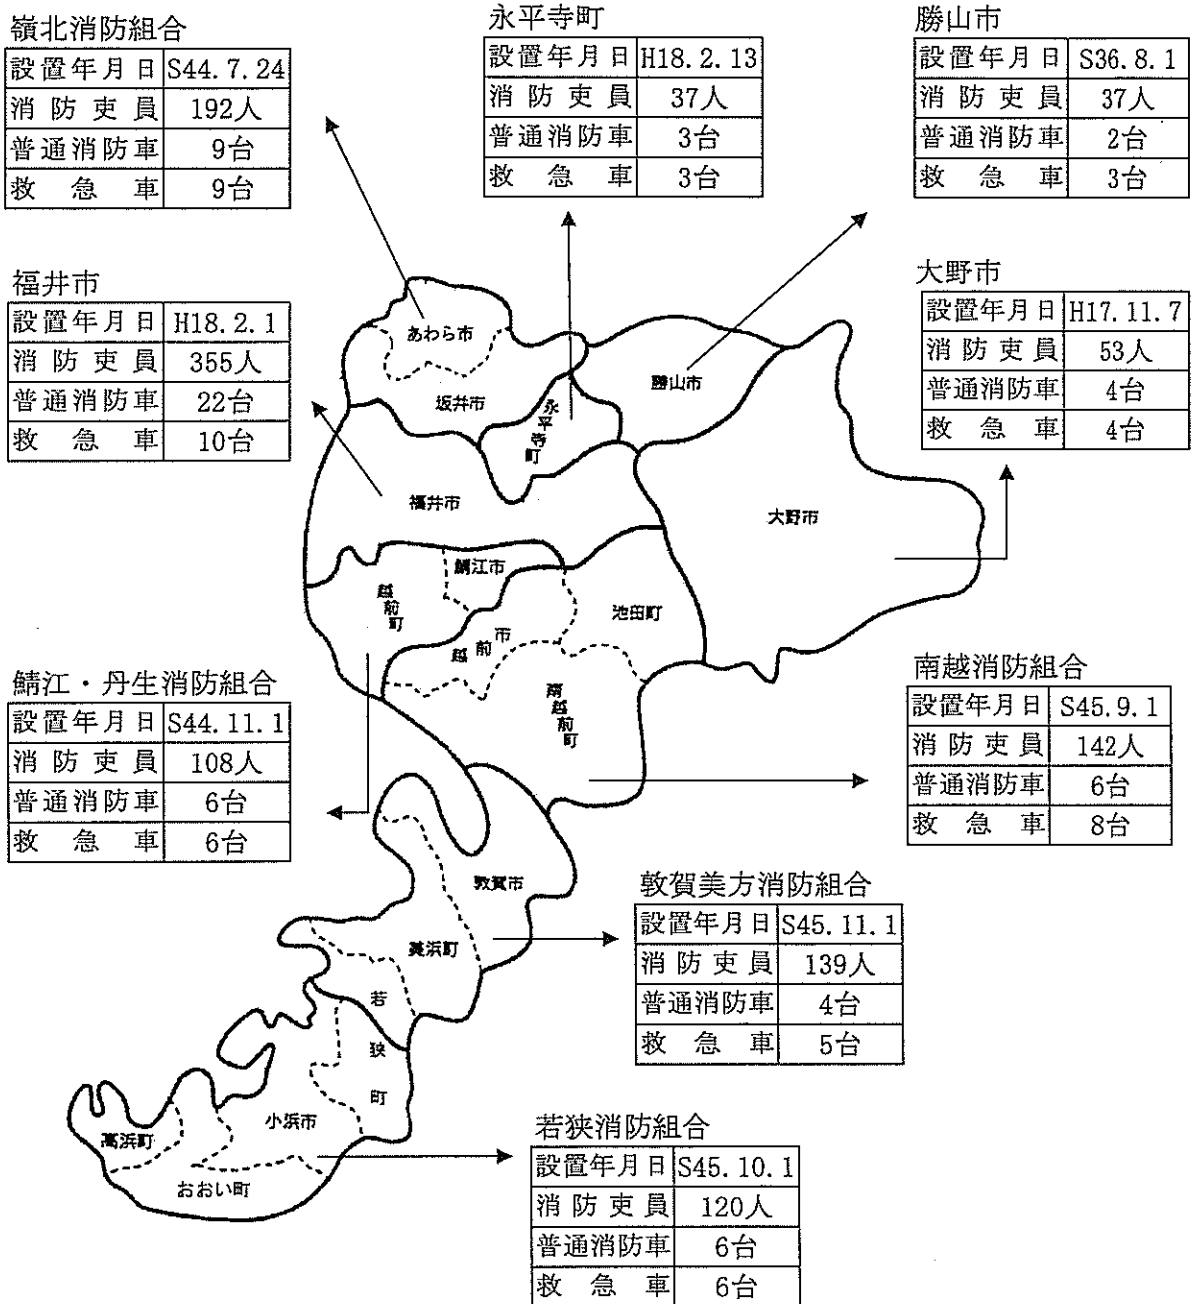 嶺北消防組合
設置年月日 S44.7.24
消防吏員 192人
普通消防車 9台
救急車 9台
永平寺町
設置年月日 H18.2.13
消防吏員 37人
普通消防車 3台
救急車 3台
勝山市
設置年月日 S36.8.1
消防吏員 37人
普通消防車 2台
救急車 3台
福井市
設置年月日 H18.2.1
消防吏員 355人
普通消防車 22台
救急車 10台
大野市
設置年月日 H17.11.7
消防吏員 53人
普通消防車 4台
救急車 4台
あわら市
坂井市
永平寺町
勝山市
福井市
大野市
鯖江市
越前町
越前市
池田町
南越前町
鯖江・丹生消防組合
設置年月日 S44.11.1
消防吏員 108人
普通消防車 6台
救急車 6台
南越消防組合
設置年月日 S45.9.1
消防吏員 142人
普通消防車 6台
救急車 8台
敦賀市
美浜町
若狭町
小浜市
高浜町
おおい町
敦賀美方消防組合
設置年月日 S45.11.1
消防吏員 139人
普通消防車 4台
救急車 5台
若狭消防組合
設置年月日 S45.10.1
消防吏員 120人
普通消防車 6台
救急車 6台